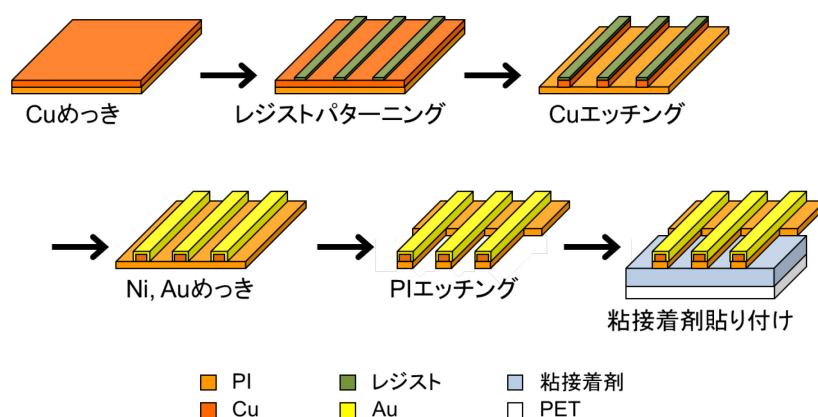 Cuめっき
レジストパターニング
Cuエッチング
Ni, Auめっき
PIエッチング
粘接着剤貼り付け
PI
レジスト
粘接着剤
Cu
Au
PET